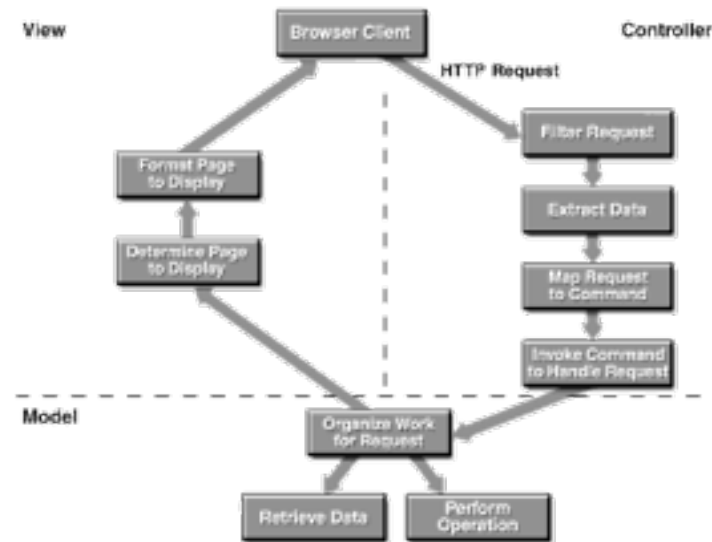 View
Browser Client
Controller
HTTP Request
Filter Request
Format Page
to Display
Extract Data
Determine Page
to Display
Map Request
to Command
Invoke Command
to Handle Request
Model
Organize Work
for Request
Retrieve Data
Perform
Operation